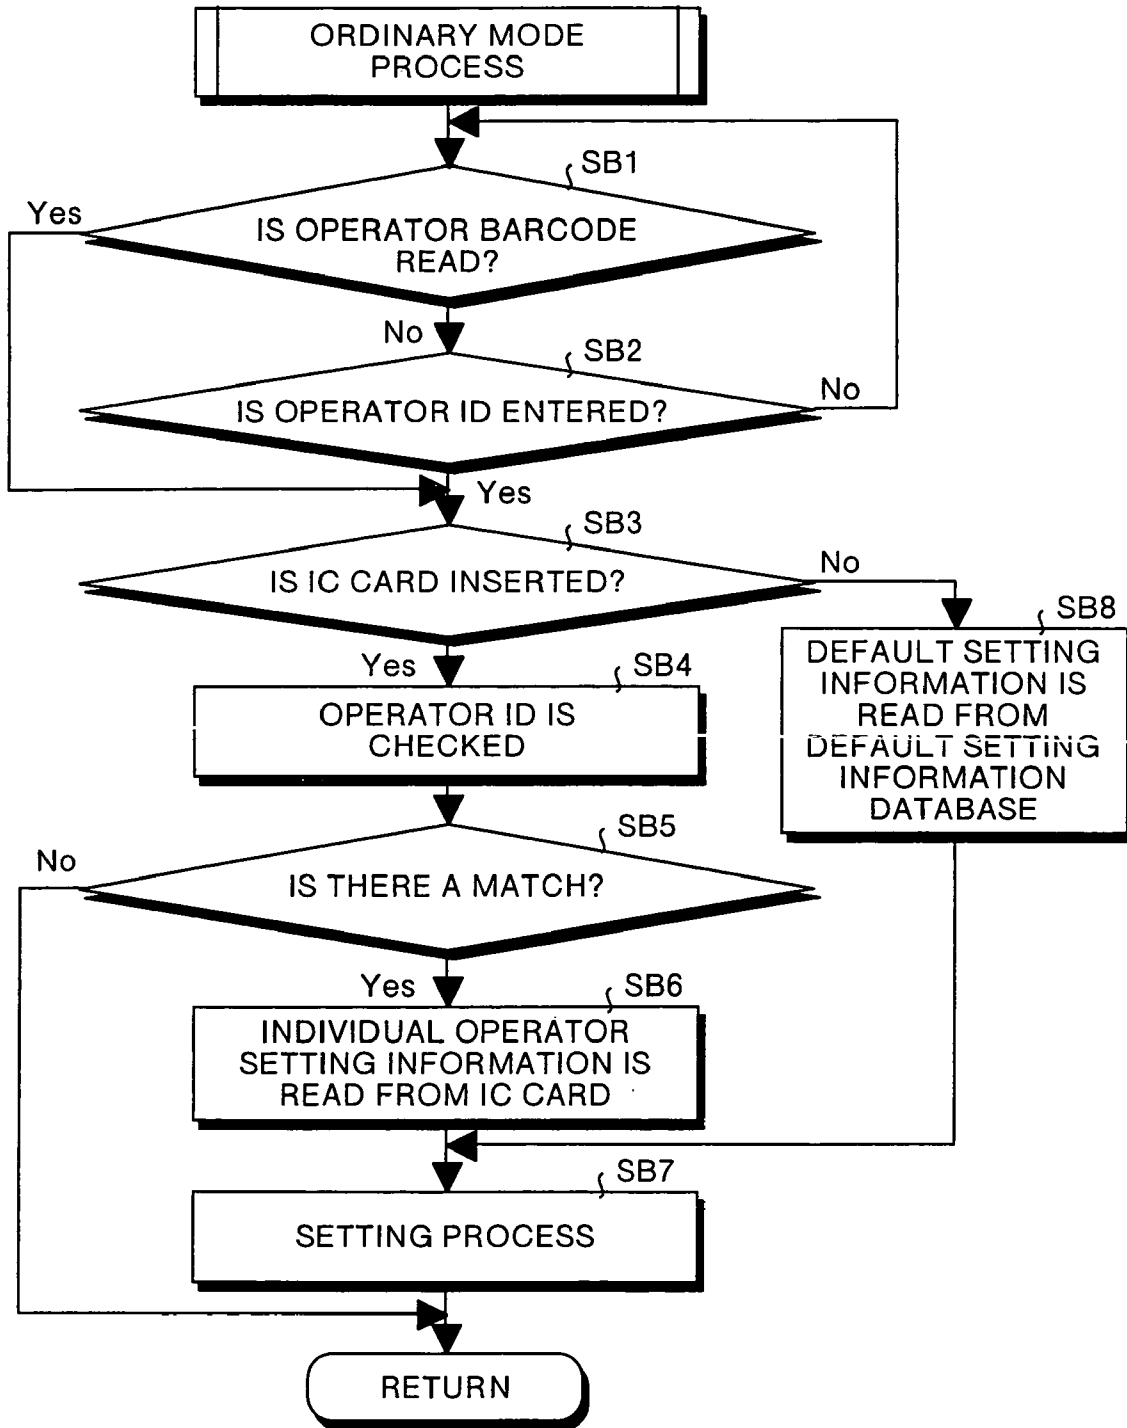 ORDINARY MODE
PROCESS
SB1
Yes
IS OPERATOR BARCODE
READ?
No
SB2
No
IS OPERATOR ID ENTERED?
Yes
SB3
No
IS IC CARD INSERTED?
SB8
Yes
SB4
DEFAULT SETTING
INFORMATION IS
READ FROM
DEFAULT SETTING
INFORMATION
DATABASE
OPERATOR ID IS
CHECKED
SB5
No
IS THERE A MATCH?
Yes
SB6
INDIVIDUAL OPERATOR
SETTING INFORMATION IS
READ FROM IC CARD
SB7
SETTING PROCESS
RETURN